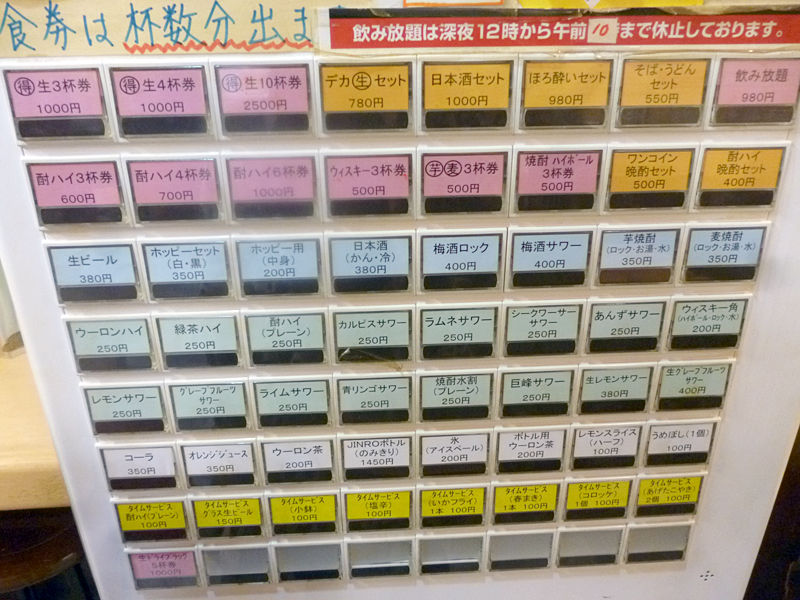 食券は杯数分出ま
飲み放題は深夜12時から午前10時まで休止しております。
得生3杯券
1000円
得生4杯券
1000円
得生10杯券
2500円
デカ生セット
780円
日本酒セット
1000円
ほろ酔いセット
980円
そば・うどん
セット
550円
飲み放題
980円
酎ハイ3杯券
600円
酎ハイ4杯券
700円
酎ハイ6杯券
1000円
ウィスキー3杯券
500円
芋麦3杯券
500円
焼酎ハイボール
3杯券
500円
ワンコイン
晩酌セット
500円
酎ハイ
晩酌セット
400円
生ビール
380円
ホッピーセット
(白・黒)
350円
ホッピー用
(中身)
200円
日本酒
(かん・冷)
380円
梅酒ロック
400円
梅酒サワー
400円
芋焼酎
(ロック・お湯・水)
350円
麦焼酎
(ロック・お湯・水)
350円
ウーロンハイ
250円
緑茶ハイ
250円
酎ハイ
(プレーン)
250円
カルピスサワー
250円
ラムネサワー
250円
シークワーサー
サワー
250円
あんずサワー
250円
ウィスキー角
(ハイボール・ロック・水)
200円
レモンサワー
250円
グレープフルーツ
サワー
250円
ライムサワー
250円
青リンゴサワー
250円
焼酎水割
(プレーン)
250円
巨峰サワー
250円
生レモンサワー
380円
生グレープフルーツ
サワー
400円
コーラ
350円
オレンジジュース
350円
ウーロン茶
200円
JINROボトル
(のみきり)
1450円
氷
(アイスペール)
200円
ボトル用
ウーロン茶
200円
レモンスライス
(ハーフ)
100円
うめぼし(1個)
100円
タイムサービス
酎ハイ(プレーン)
100円
タイムサービス
グラス生ビール
150円
タイムサービス
(小鉢)
100円
タイムサービス
(塩辛)
100円
タイムサービス
(いかフライ)
1本 100円
タイムサービス
(春まき)
1本 100円
タイムサービス
(コロッケ)
1個 100円
タイムサービス
(あげたこやき)
2個 100円
生ドライブラック
5杯券
1000円